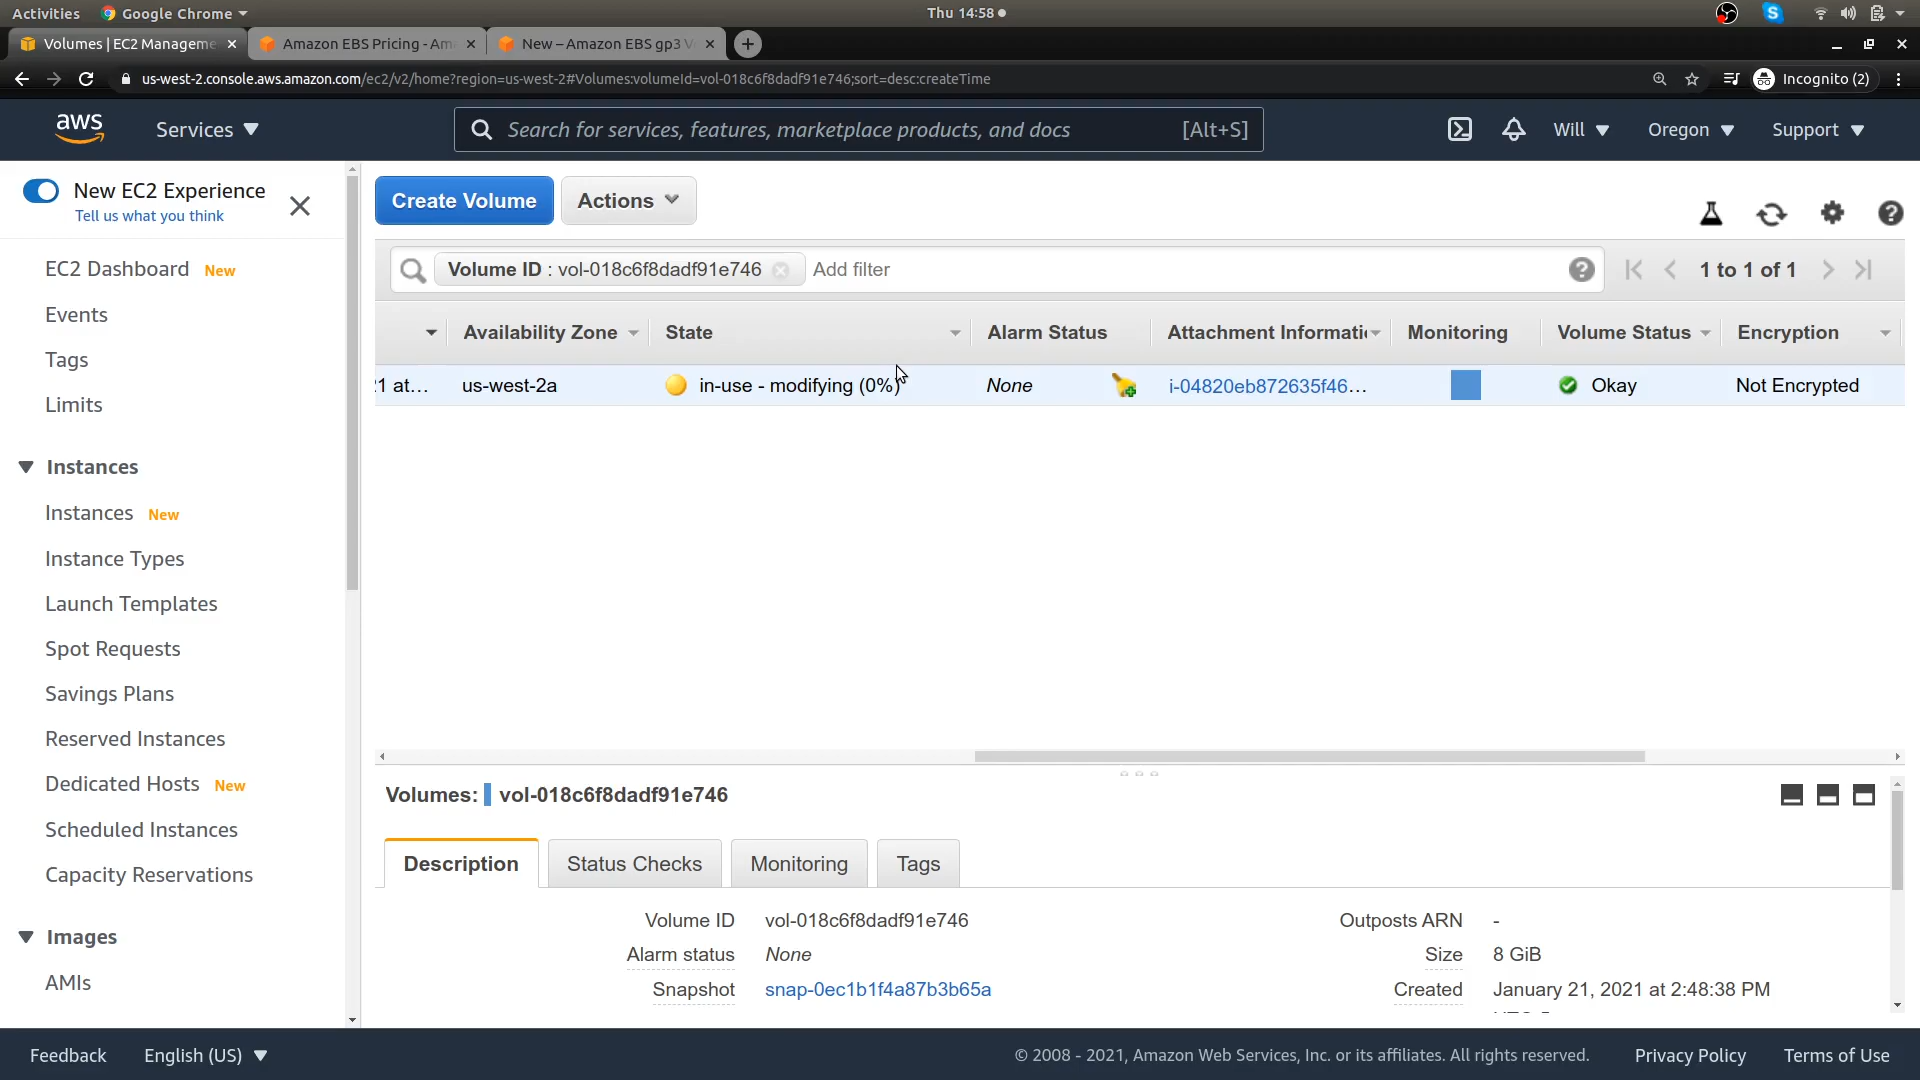 Activities
Google Chrome
Thu 14:58
Volumes | EC2 Manageme
Amazon EBS Pricing - Am
New – Amazon EBS gp3 V
us-west-2.console.aws.amazon.com/ec2/v2/home?region=us-west-2#Volumes:volumeId=vol-018c6f8dadf91e746;sort=desc:createTime
Incognito (2)
aws
Services
Search for services, features, marketplace products, and docs
[Alt+S]
Will
Oregon
Support
New EC2 Experience
Tell us what you think
EC2 Dashboard New
Events
Tags
Limits
Instances
Instances New
Instance Types
Launch Templates
Spot Requests
Savings Plans
Reserved Instances
Dedicated Hosts New
Scheduled Instances
Capacity Reservations
Images
AMIs
Create Volume
Actions
Volume ID : vol-018c6f8dadf91e746
Add filter
1 to 1 of 1
Availability Zone
State
Alarm Status
Attachment Informati
Monitoring
Volume Status
Encryption
21 at...
us-west-2a
in-use - modifying (0%)
None
i-04820eb872635f46...
Okay
Not Encrypted
Volumes: vol-018c6f8dadf91e746
Description
Status Checks
Monitoring
Tags
Volume ID vol-018c6f8dadf91e746
Alarm status None
Snapshot snap-0ec1b1f4a87b3b65a
Outposts ARN -
Size 8 GiB
Created January 21, 2021 at 2:48:38 PM
Feedback
English (US)
© 2008 - 2021, Amazon Web Services, Inc. or its affiliates. All rights reserved.
Privacy Policy
Terms of Use